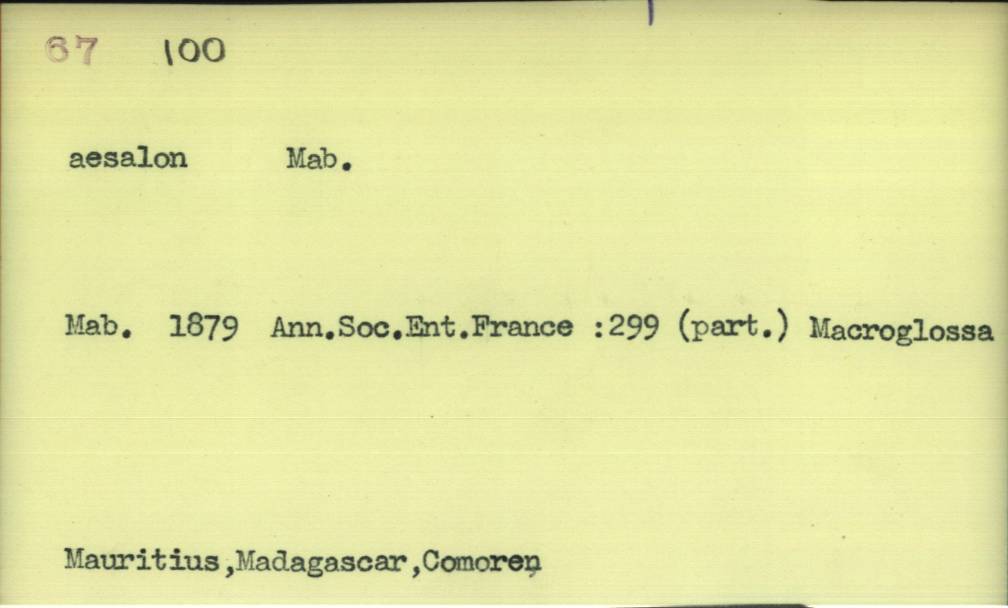 67 100
aesalon Mab.
Mab. 1879 Ann.Soc.Ent.France :299 (part.) Macroglossa
Mauritius,Madagascar,Comoren